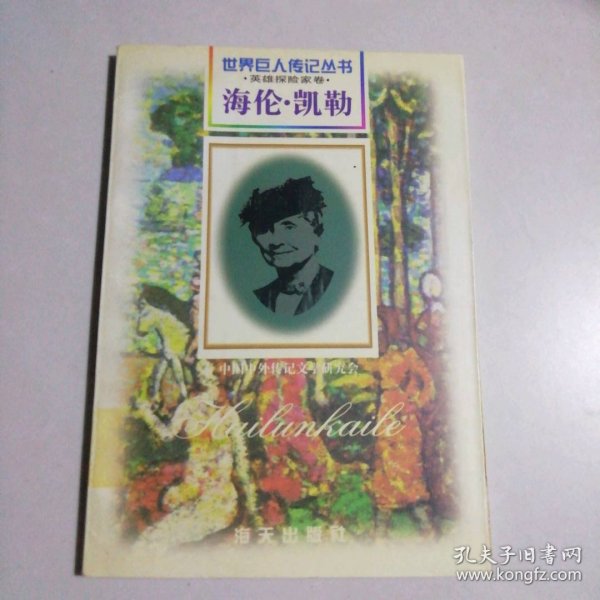 世界巨人传记丛书
·英雄探险家卷·
海伦·凯勒
中国中外传记文学研究会
Hailunkaile
海天出版社
孔夫子旧书网
www.kongfz.com